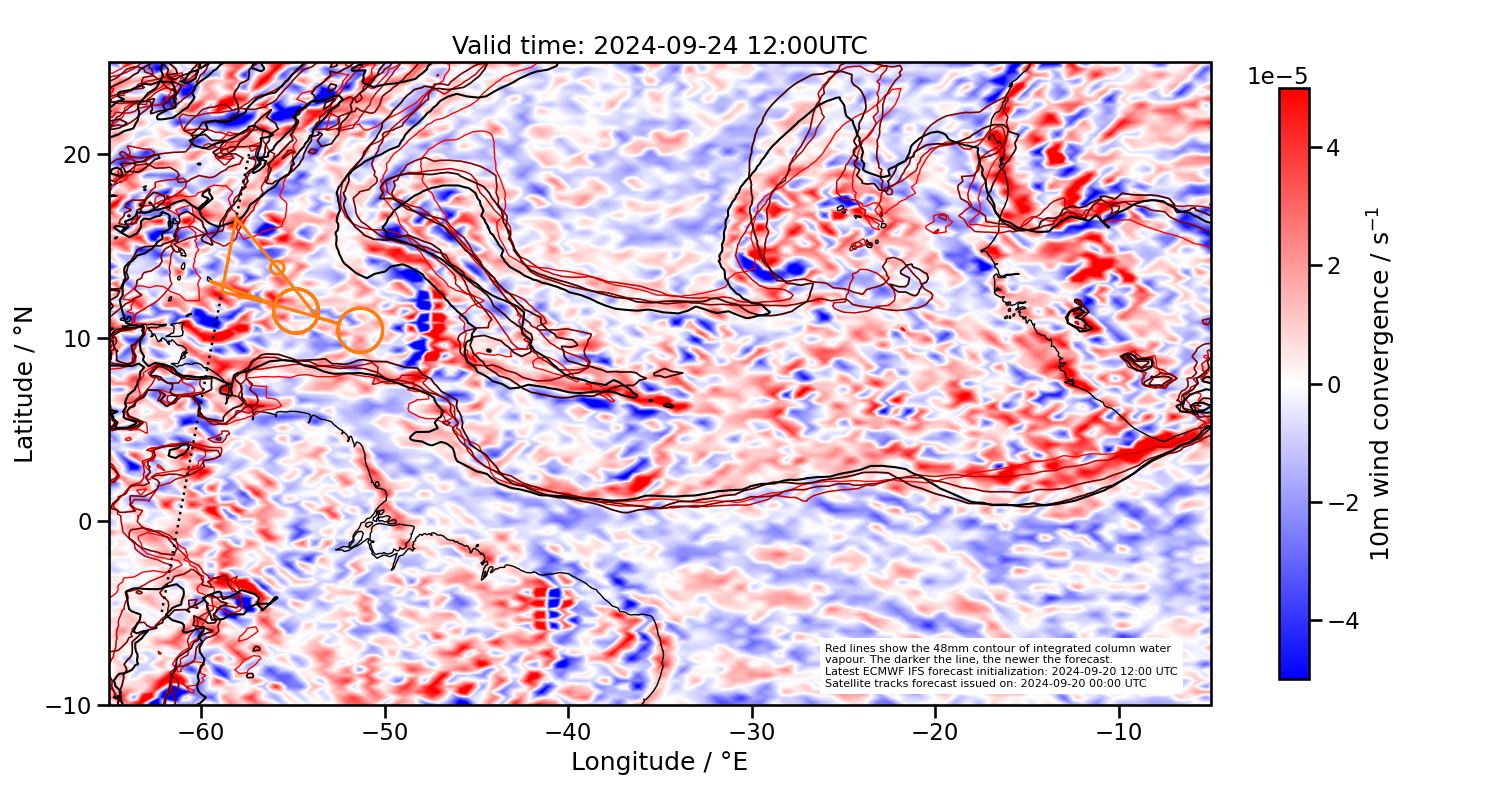 Valid time: 2024-09-24 12:00UTC
1e−5
20
10
0
−10
Latitude / °N
−60
−50
−40
−30
−20
−10
Longitude / °E
4
2
0
−2
−4
10m wind convergence / s⁻¹
Red lines show the 48mm contour of integrated column water
vapour. The darker the line, the newer the forecast.
Latest ECMWF IFS forecast initialization: 2024-09-20 12:00 UTC
Satellite tracks forecast issued on: 2024-09-20 00:00 UTC